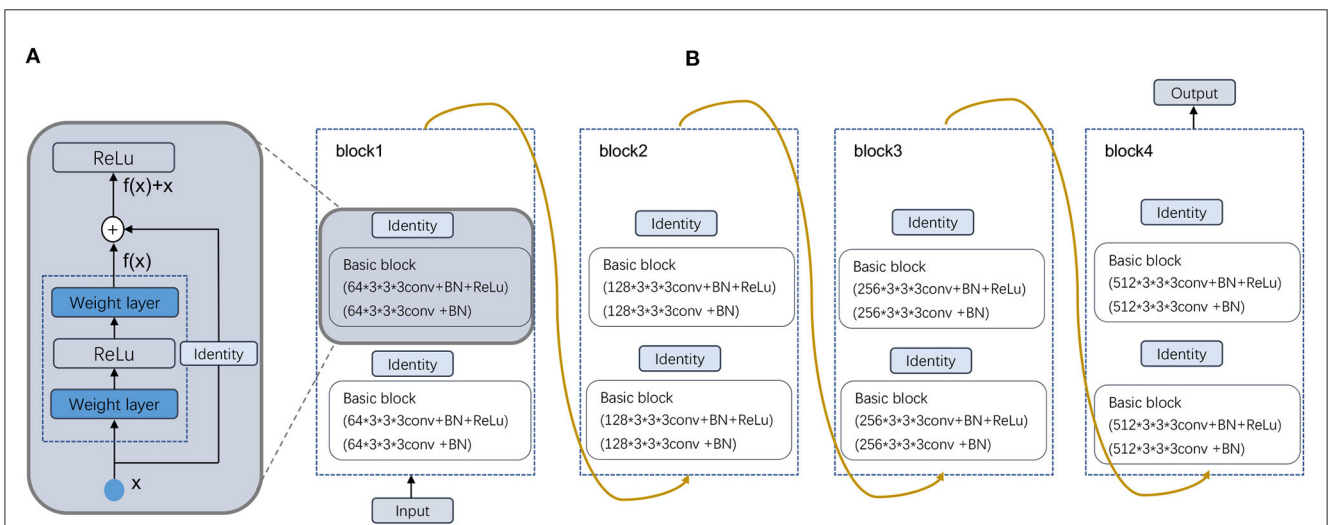 A
B
ReLu
f(x)+x
+
f(x)
Weight layer
ReLu
Identity
Weight layer
x
block1
Identity
Basic block
(64*3*3*3conv+BN+ReLu)
(64*3*3*3conv +BN)
Identity
Basic block
(64*3*3*3conv+BN+ReLu)
(64*3*3*3conv +BN)
Input
block2
Identity
Basic block
(128*3*3*3conv+BN+ReLu)
(128*3*3*3conv +BN)
Identity
Basic block
(128*3*3*3conv+BN+ReLu)
(128*3*3*3conv +BN)
block3
Identity
Basic block
(256*3*3*3conv+BN+ReLu)
(256*3*3*3conv +BN)
Identity
Basic block
(256*3*3*3conv+BN+ReLu)
(256*3*3*3conv +BN)
Output
block4
Identity
Basic block
(512*3*3*3conv+BN+ReLu)
(512*3*3*3conv +BN)
Identity
Basic block
(512*3*3*3conv+BN+ReLu)
(512*3*3*3conv +BN)